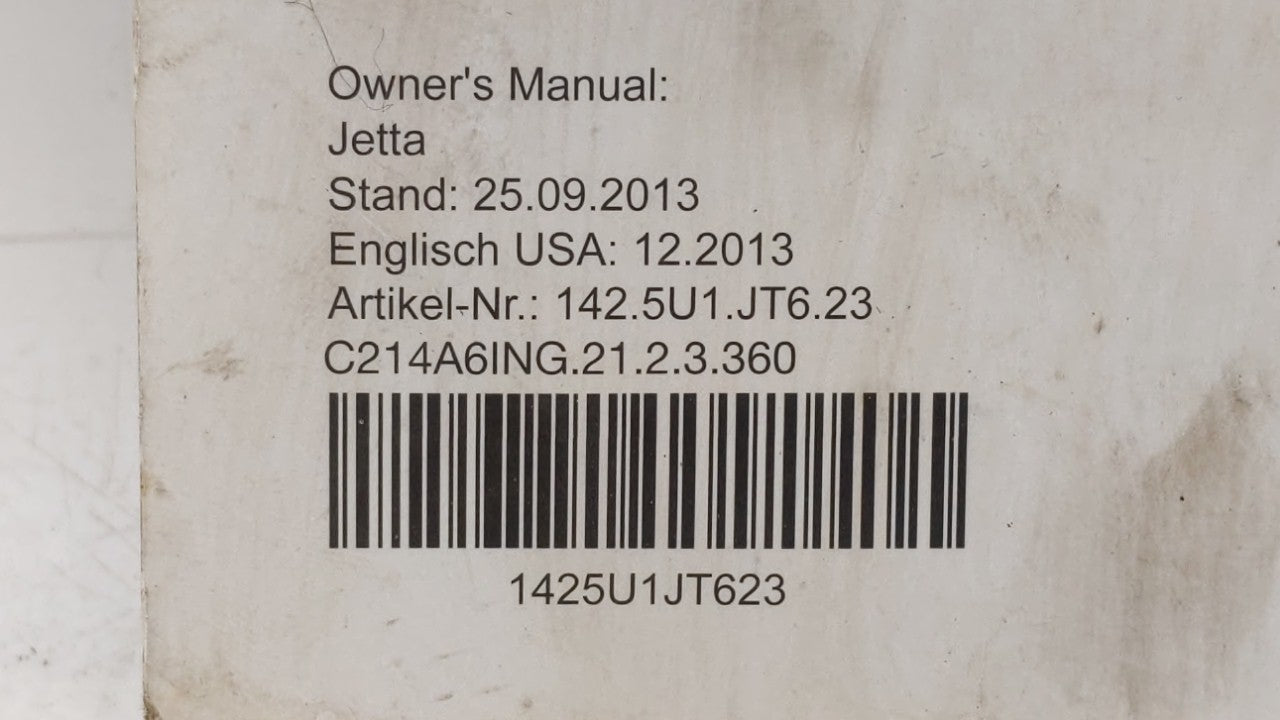 Owner's Manual:
Jetta
Stand: 25.09.2013
Englisch USA: 12.2013
Artikel-Nr.: 142.5U1.JT6.23
C214A6ING.21.2.3.360
1425U1JT623